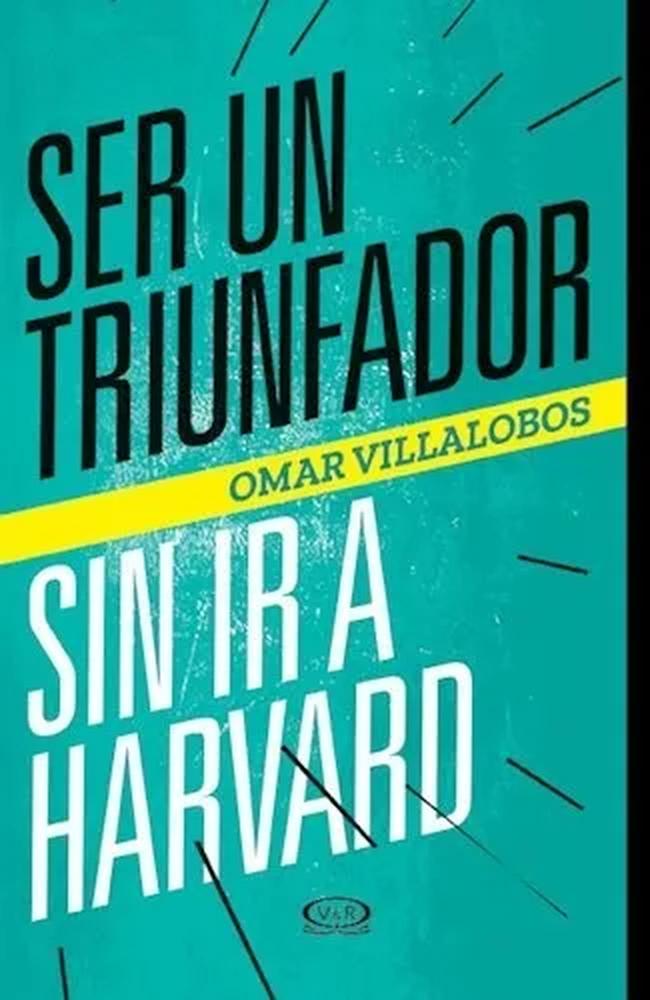 SER UN
TRIUNFADOR
OMAR VILLALOBOS
SIN IR A
HARVARD
V&R